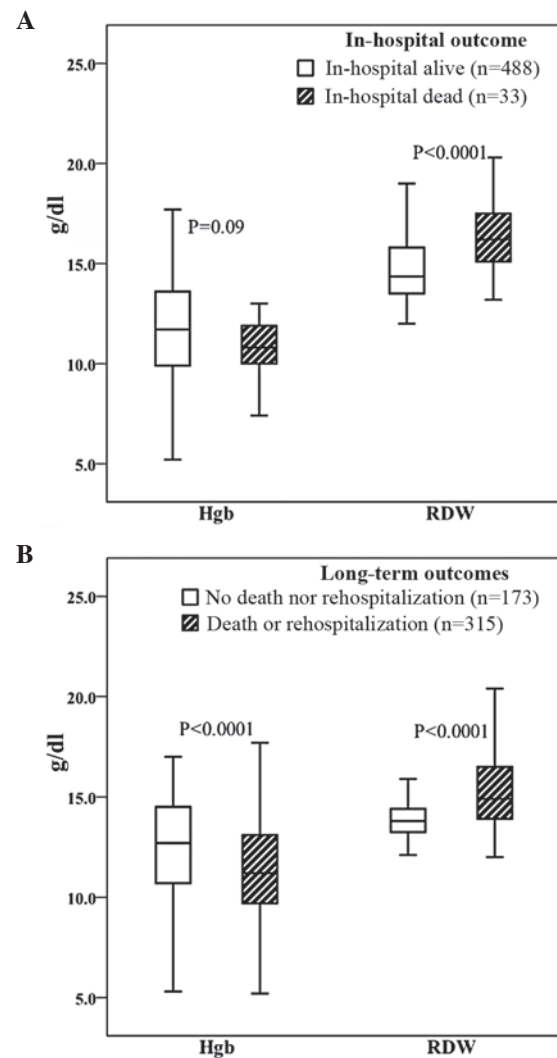 A
In-hospital outcome
In-hospital alive (n=488)
In-hospital dead (n=33)
25.0
20.0
15.0
10.0
5.0
g/dl
P=0.09
P<0.0001
Hgb
RDW
B
Long-term outcomes
No death nor rehospitalization (n=173)
Death or rehospitalization (n=315)
25.0
20.0
15.0
10.0
5.0
g/dl
P<0.0001
P<0.0001
Hgb
RDW